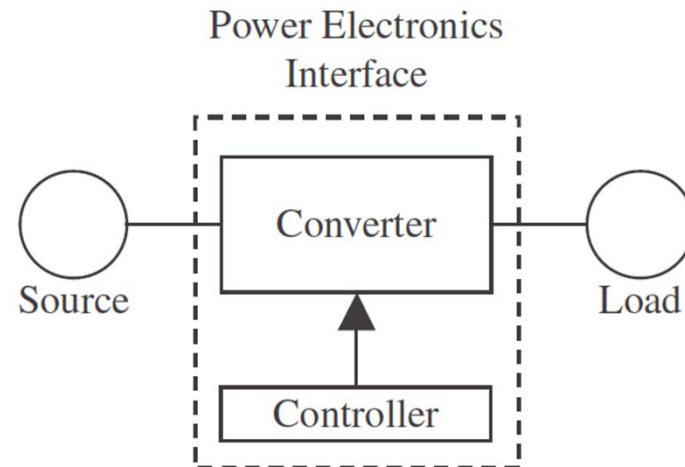 Power Electronics
Interface
Converter
Source
Load
Controller